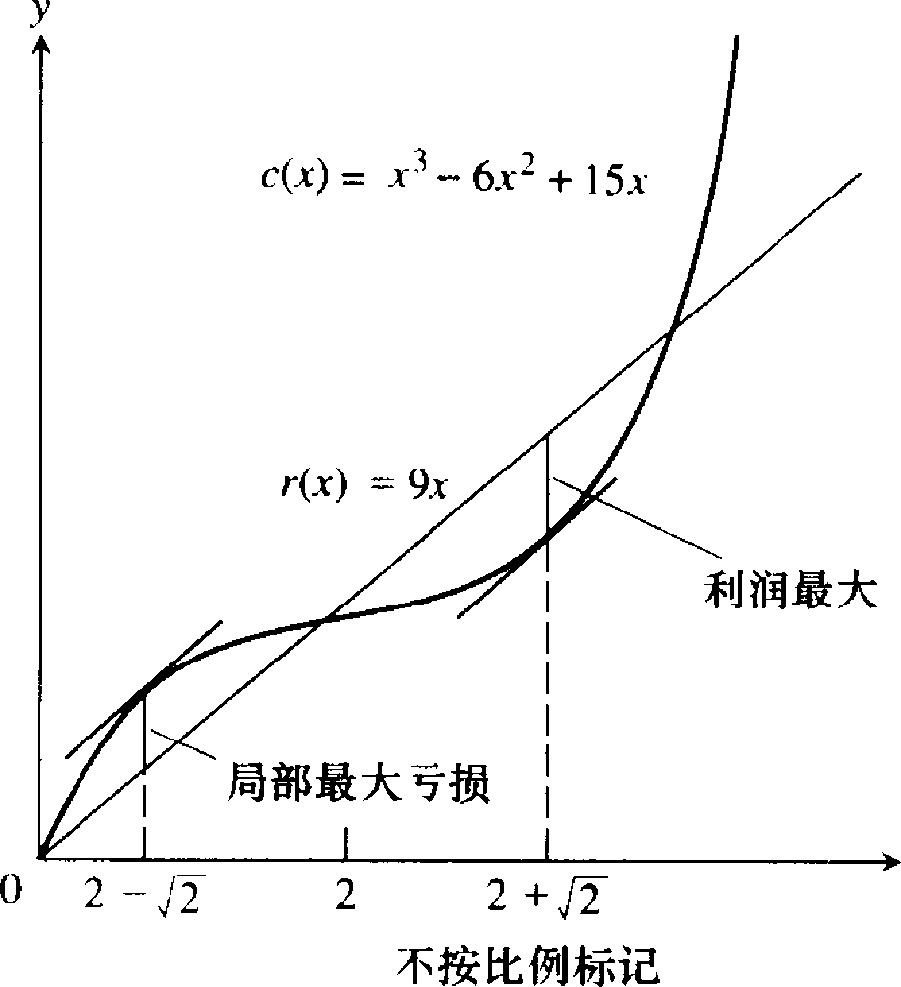 y
c(x) = x³ − 6x² + 15x
r(x) = 9x
利润最大
局部最大亏损
0 2 − √2 2 2 + √2
不按比例标记